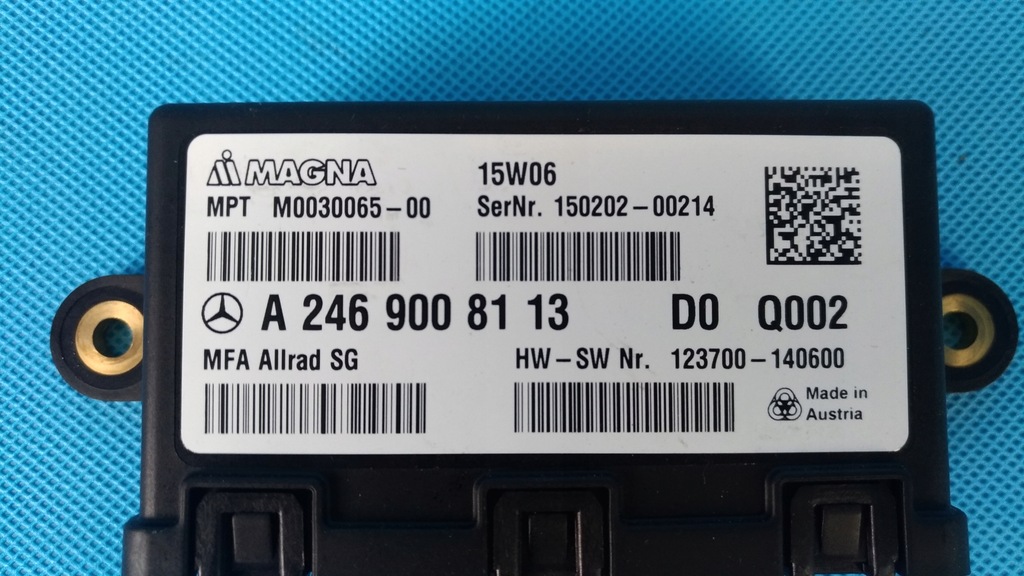 MAGNA 15W06
MPT M0030065-00 SerNr. 150202-00214
A 246 900 81 13 D0 Q002
MFA Allrad SG HW-SW Nr. 123700-140600
Made in
Austria